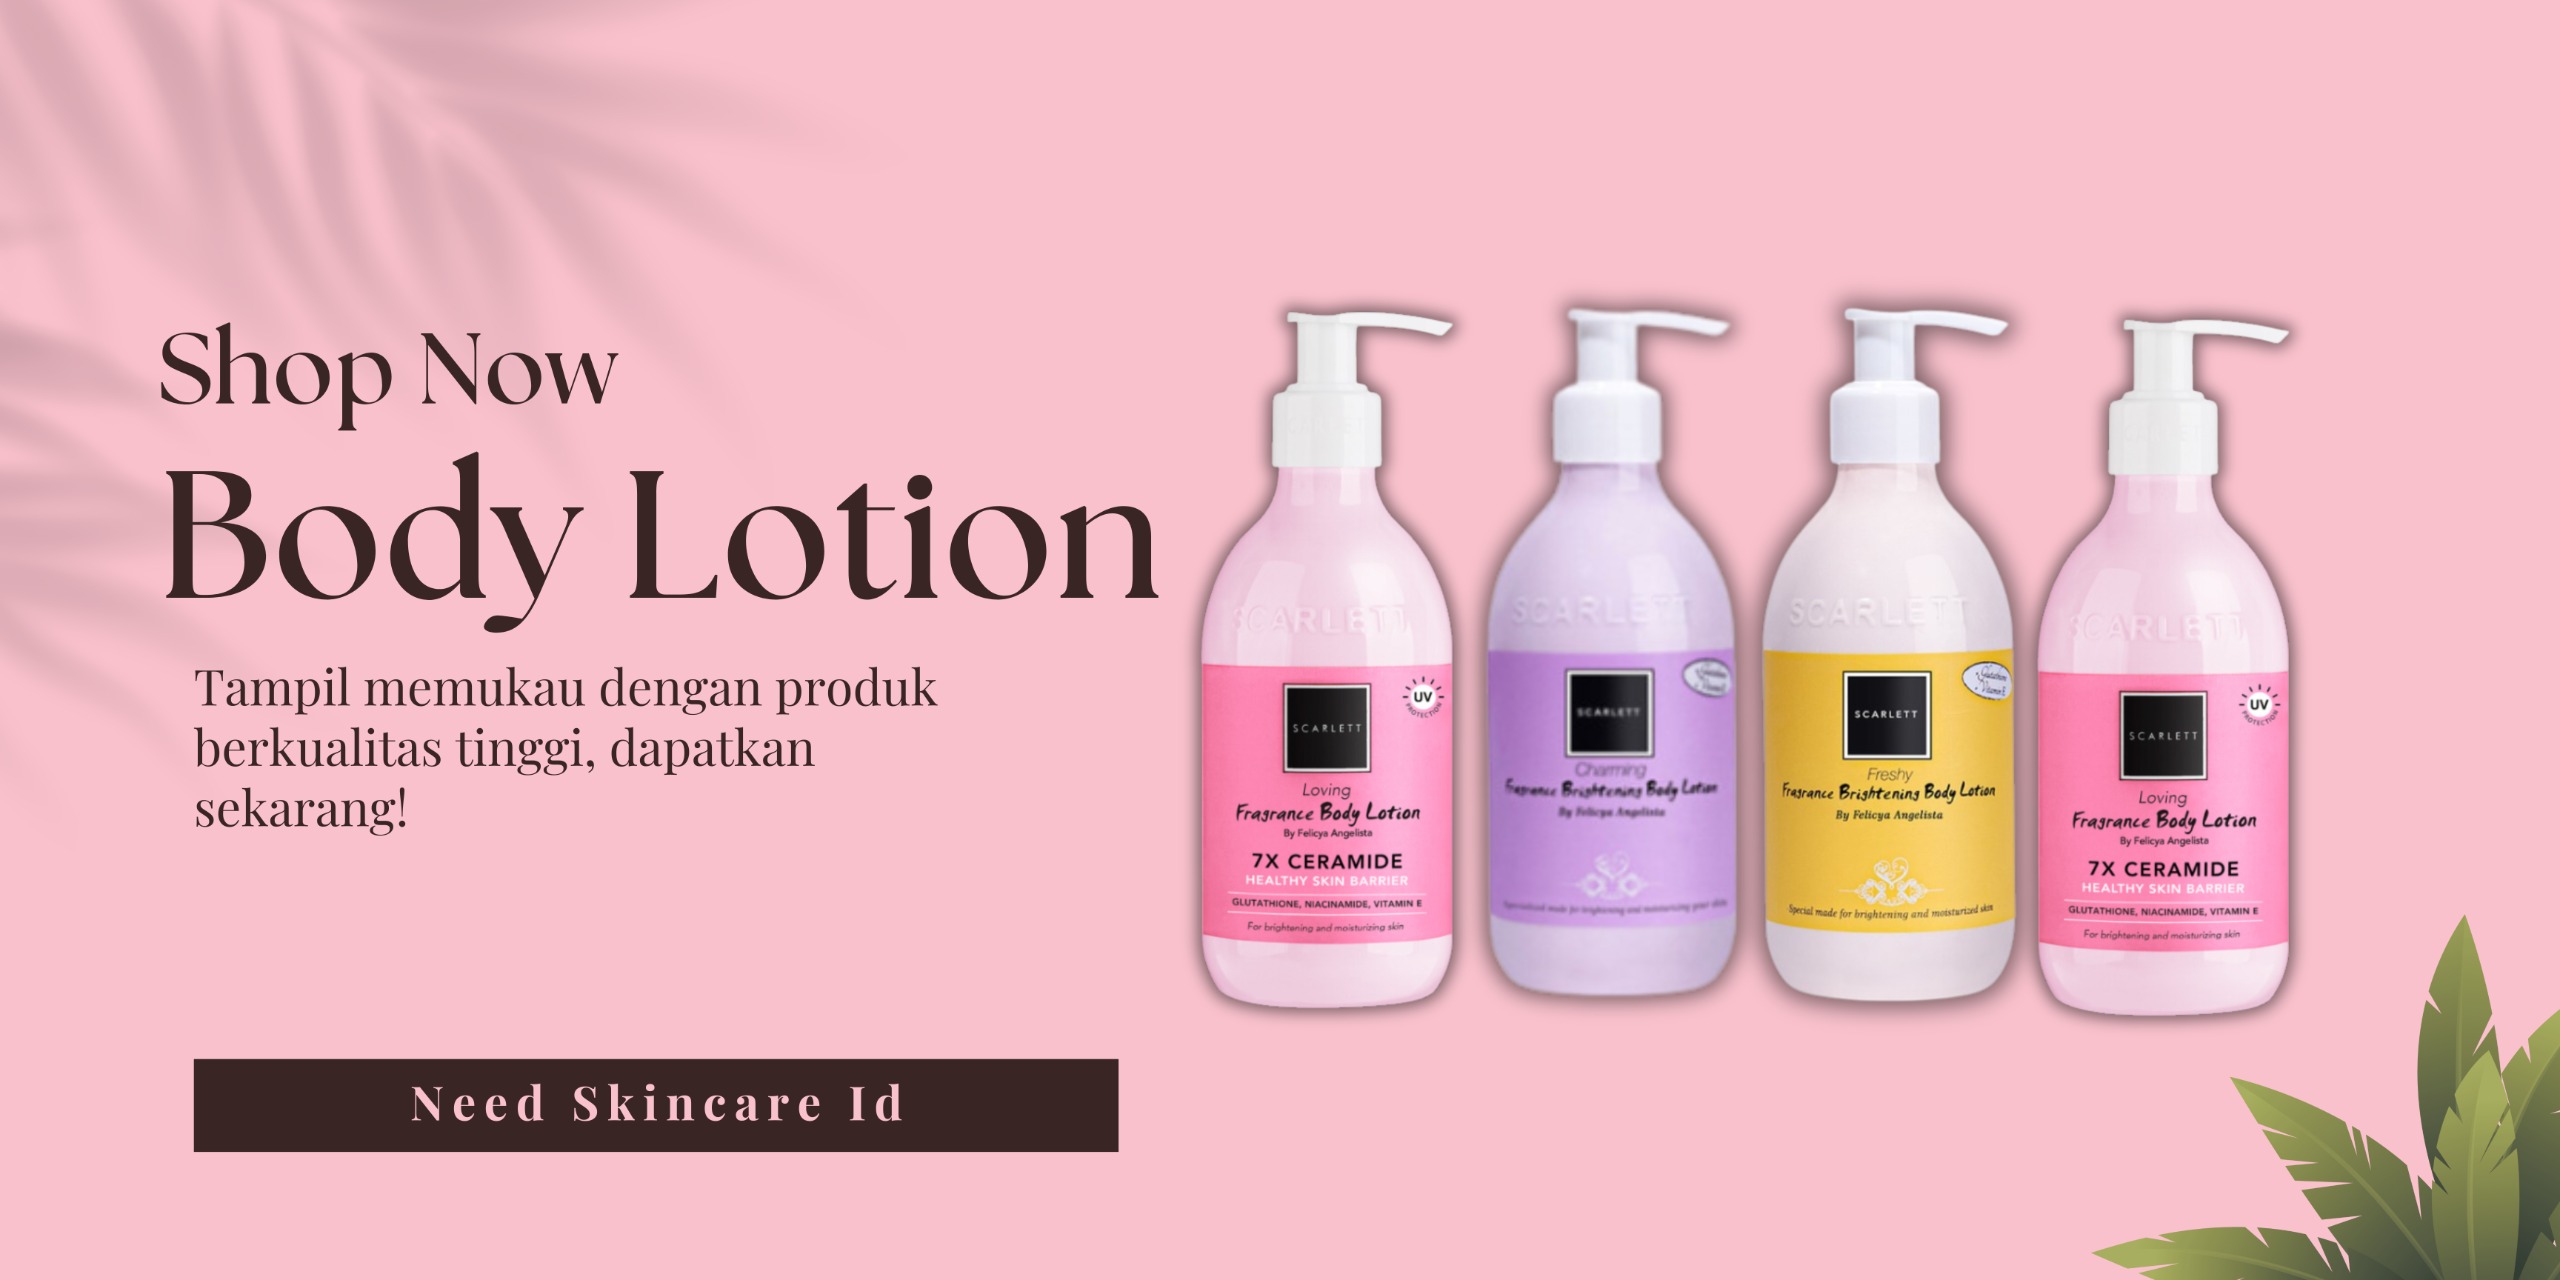 Shop Now
Body Lotion
Tampil memukau dengan produk
berkualitas tinggi, dapatkan
sekarang!
Need Skincare Id
SCARLETT
UV
PROTECTION
SCARLETT
Loving
Fragrance Body Lotion
By Felicya Angelista
7X CERAMIDE
HEALTHY SKIN BARRIER
GLUTATHIONE, NIACINAMIDE, VITAMIN E
For brightening and moisturizing skin
SCARLETT
SCARLETT
Charming
Fragrance Brightening Body Lotion
By Felicya Angelista
SCARLETT
Glutathione
Vitamin E
SCARLETT
Freshy
Fragrance Brightening Body Lotion
By Felicya Angelista
Special made for brightening and moisturized skin
SCARLETT
UV
PROTECTION
SCARLETT
Loving
Fragrance Body Lotion
By Felicya Angelista
7X CERAMIDE
HEALTHY SKIN BARRIER
GLUTATHIONE, NIACINAMIDE, VITAMIN E
For brightening and moisturizing skin